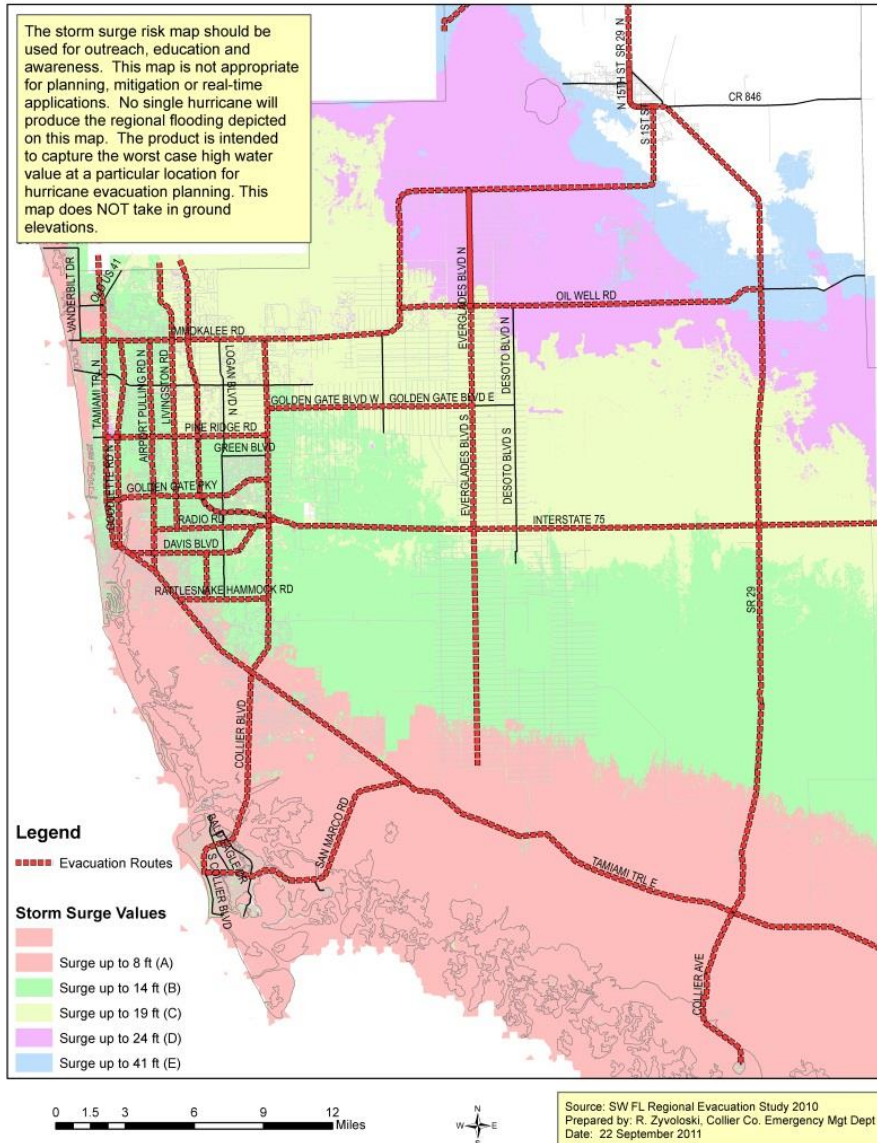 The storm surge risk map should be
used for outreach, education and
awareness. This map is not appropriate
for planning, mitigation or real-time
applications. No single hurricane will
produce the regional flooding depicted
on this map. The product is intended
to capture the worst case high water
value at a particular location for
hurricane evacuation planning. This
map does NOT take in ground
elevations.
N 15TH ST
SR 29 N
CR 846
S 1ST ST
VANDERBILT DR
OLD US 41
EVERGLADES BLVD N
OIL WELL RD
IMMOKALEE RD
TAMIAMI TRL N
AIRPORT PULLING RD N
LIVINGSTON RD
LOGAN BLVD N
DESOTO BLVD N
GOLDEN GATE BLVD W
GOLDEN GATE BLVD E
PINE RIDGE RD
GREEN BLVD
EVERGLADES BLVD S
DESOTO BLVD S
GOLDEN GATE PKY
GOODLETTE RD N
RADIO RD
INTERSTATE 75
DAVIS BLVD
RATTLESNAKE HAMMOCK RD
SR 29
COLLIER BLVD
SAN MARCO RD
BALD EAGLE DR
S COLLIER BLVD
TAMIAMI TRL E
COLLIER AVE
Legend
Evacuation Routes
Storm Surge Values
Surge up to 8 ft (A)
Surge up to 14 ft (B)
Surge up to 19 ft (C)
Surge up to 24 ft (D)
Surge up to 41 ft (E)
0 1.5 3 6 9 12
Miles
N
W E
S
Source: SW FL Regional Evacuation Study 2010
Prepared by: R. Zyvoloski, Collier Co. Emergency Mgt Dept
Date: 22 September 2011